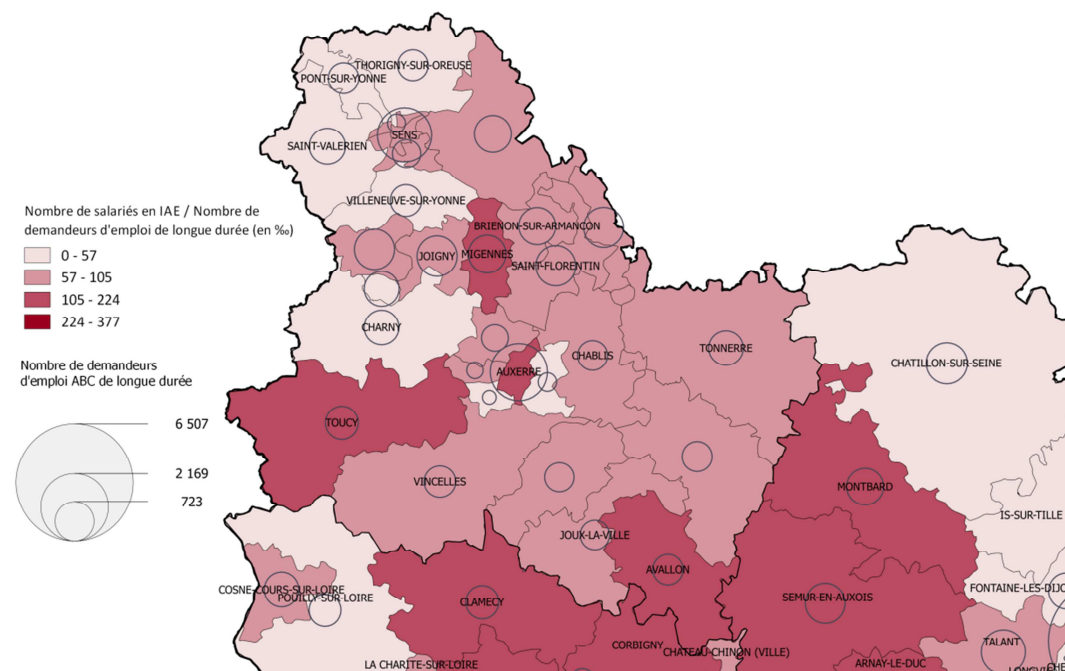 THORIGNY-SUR-OREUSE
PONT-SUR-YONNE
SENS
SAINT-VALERIEN
VILLENEUVE-SUR-YONNE
Nombre de salariés en IAE / Nombre de
demandeurs d'emploi de longue durée (en ‰)
0 - 57
57 - 105
105 - 224
224 - 377
BRIENON-SUR-ARMANCON
JOIGNY
MIGENNES
SAINT-FLORENTIN
CHARNY
TONNERRE
CHABLIS
CHATILLON-SUR-SEINE
AUXERRE
Nombre de demandeurs
d'emploi ABC de longue durée
6 507
2 169
723
TOUCY
VINCELLES
MONTBARD
IS-SUR-TILLE
JOUX-LA-VILLE
AVALLON
COSNE-COURS-SUR-LOIRE
POUILLY-SUR-LOIRE
CLAMECY
SEMUR-EN-AUXOIS
FONTAINE-LES-DIJO
CORBIGNY
CHATEAU-CHINON (VILLE)
TALANT
LA CHARITE-SUR-LOIRE
ARNAY-LE-DUC
LONGVI
CHE